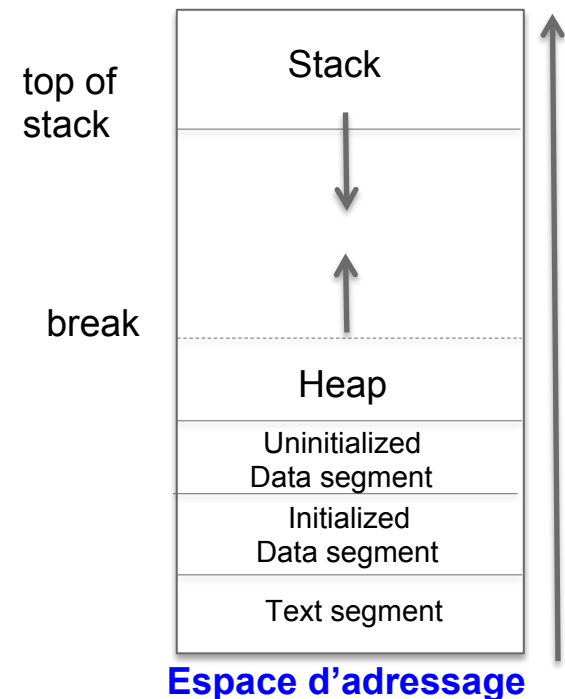 Stack
top of
stack
break
Heap
Uninitialized
Data segment
Initialized
Data segment
Text segment
Espace d’adressage